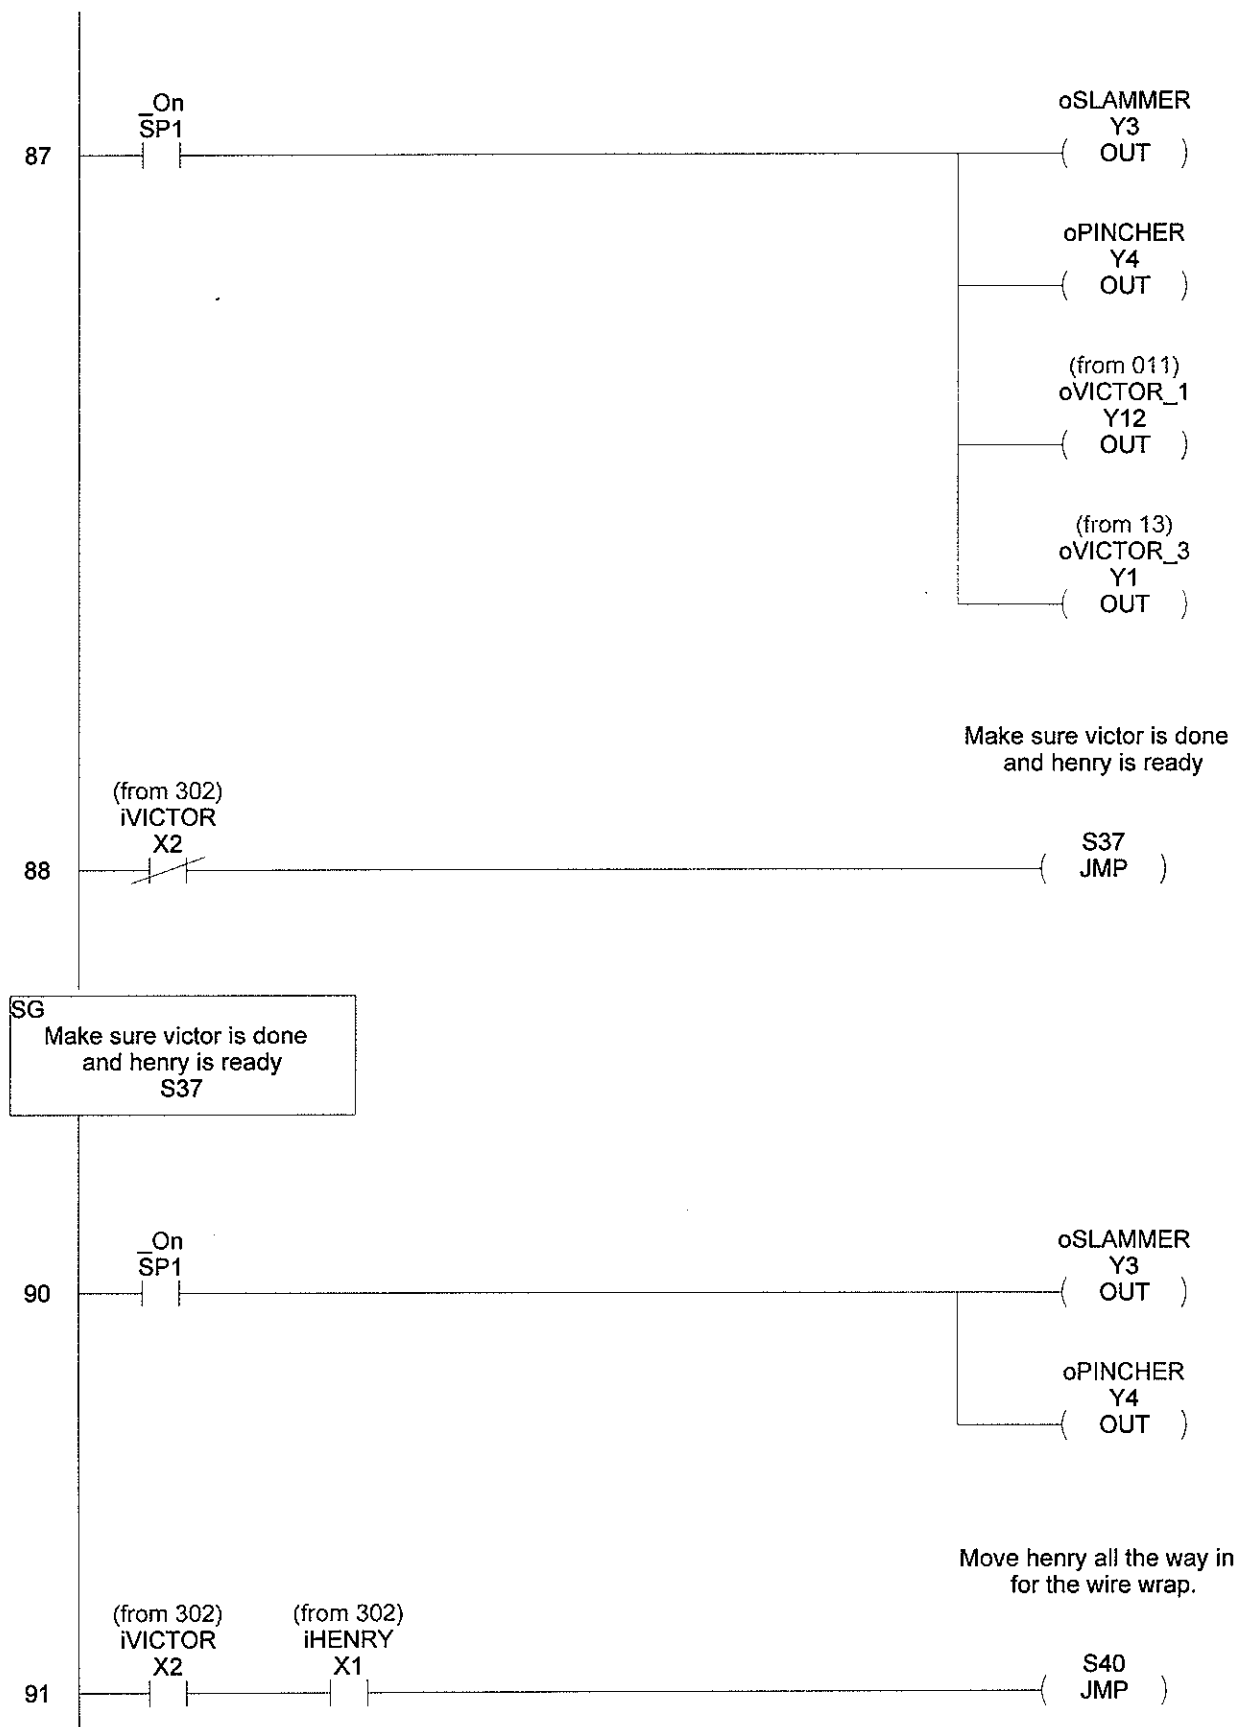 _On
SP1
87
oSLAMMER
Y3
OUT
oPINCHER
Y4
OUT
(from 011)
oVICTOR_1
Y12
OUT
(from 13)
oVICTOR_3
Y1
OUT
Make sure victor is done
and henry is ready
(from 302)
iVICTOR
X2
88
S37
JMP
SG
Make sure victor is done
and henry is ready
S37
_On
SP1
90
oSLAMMER
Y3
OUT
oPINCHER
Y4
OUT
Move henry all the way in
for the wire wrap.
(from 302)
iVICTOR
X2
(from 302)
iHENRY
X1
91
S40
JMP